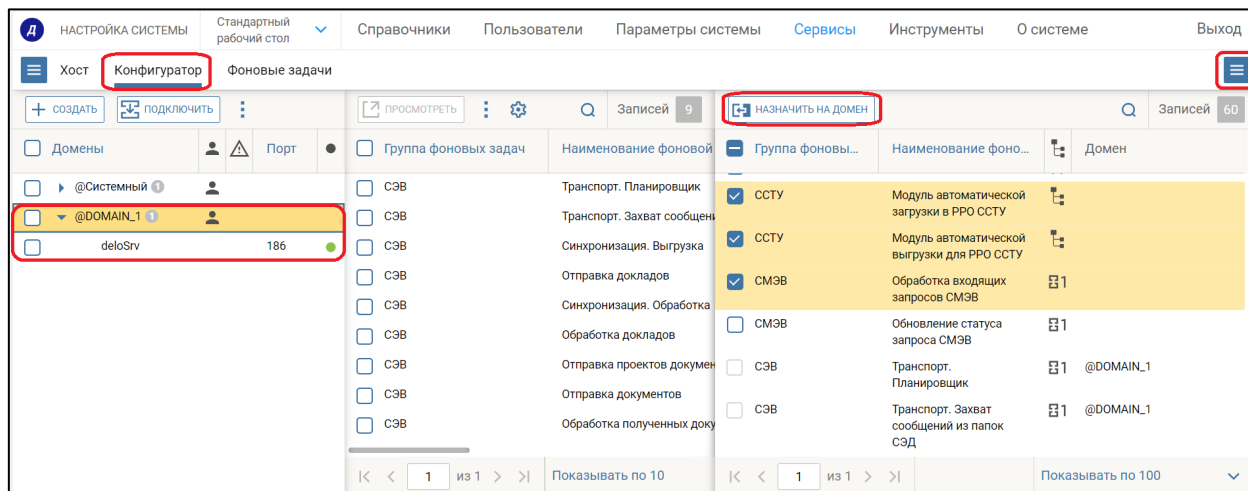 Д НАСТРОЙКА СИСТЕМЫ Стандартный рабочий стол Справочники Пользователи Параметры системы Сервисы Инструменты О системе Выход
Хост Конфигуратор Фоновые задачи
СОЗДАТЬ ПОДКЛЮЧИТЬ
Домены Порт
@Системный 1
@DOMAIN_1 1
deloSrv 186
ПРОСМОТРЕТЬ Записей 9
Группа фоновых задач Наименование фоновой
СЭВ Транспорт. Планировщик
СЭВ Транспорт. Захват сообщени
СЭВ Синхронизация. Выгрузка
СЭВ Отправка докладов
СЭВ Синхронизация. Обработка
СЭВ Обработка докладов
СЭВ Отправка проектов докумен
СЭВ Отправка документов
СЭВ Обработка полученных доку
1 из 1 Показывать по 10
НАЗНАЧИТЬ НА ДОМЕН Записей 60
Группа фоновы... Наименование фоно... Домен
ССТУ Модуль автоматической
загрузки в РРО ССТУ
ССТУ Модуль автоматической
выгрузки для РРО ССТУ
СМЭВ Обработка входящих 1
запросов СМЭВ
СМЭВ Обновление статуса 1
запроса СМЭВ
СЭВ Транспорт. 1 @DOMAIN_1
Планировщик
СЭВ Транспорт. Захват 1 @DOMAIN_1
сообщений из папок
СЭД
1 из 1 Показывать по 100